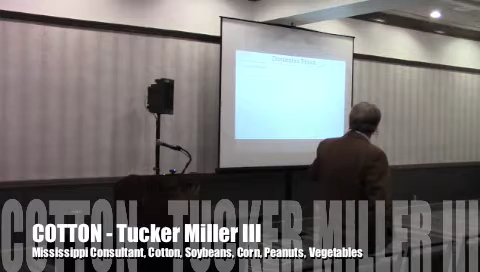 COTTON - Tucker Miller III
Mississippi Consultant, Cotton, Soybeans, Corn, Peanuts, Vegetables
COTTON - TUCKER MILLER III